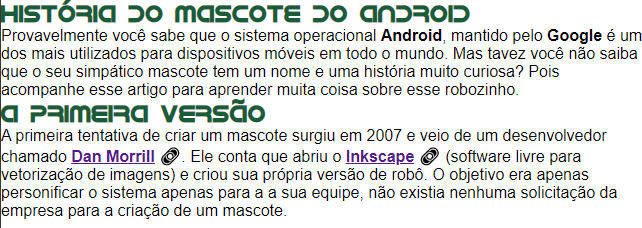 História do mascote do Android
Provavelmente você sabe que o sistema operacional Android, mantido pelo Google é um
dos mais utilizados para dispositivos móveis em todo o mundo. Mas tavez você não saiba
que o seu simpático mascote tem um nome e uma história muito curiosa? Pois
acompanhe esse artigo para aprender muita coisa sobre esse robozinho.
A primeira versão
A primeira tentativa de criar um mascote surgiu em 2007 e veio de um desenvolvedor
chamado Dan Morrill. Ele conta que abriu o Inkscape (software livre para
vetorização de imagens) e criou sua própria versão de robô. O objetivo era apenas
personificar o sistema apenas para a a sua equipe, não existia nenhuma solicitação da
empresa para a criação de um mascote.